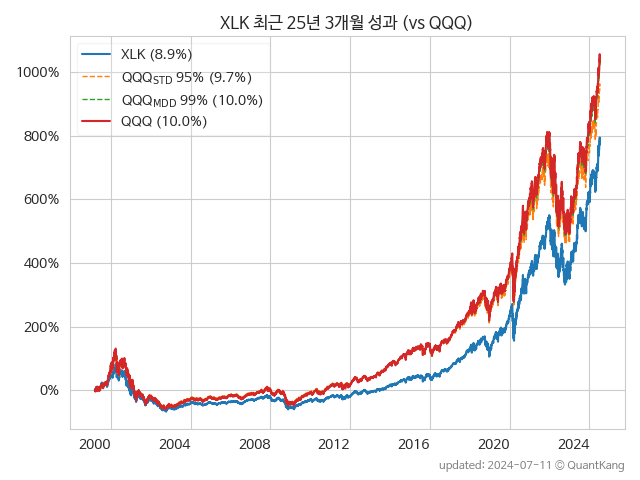 XLK 최근 25년 3개월 성과 (vs QQQ)
XLK (8.9%)
QQQSTD 95% (9.7%)
QQQMDD 99% (10.0%)
QQQ (10.0%)
1000%
800%
600%
400%
200%
0%
2000 2004 2008 2012 2016 2020 2024
updated: 2024-07-11 © QuantKang